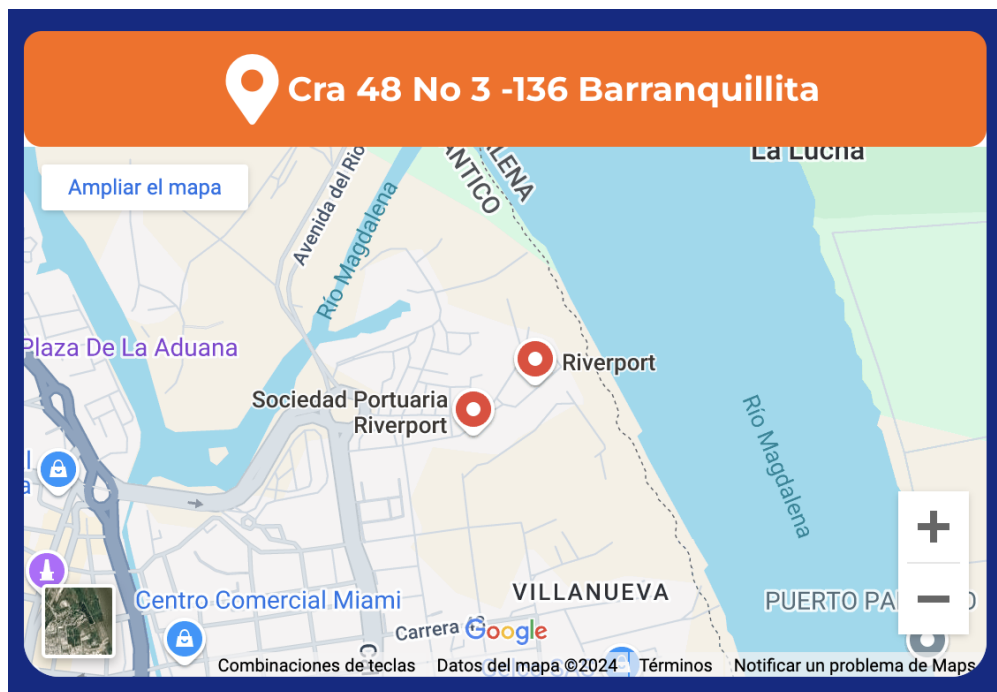 Cra 48 No 3 -136 Barranquillita
La Lucha
Ampliar el mapa
Avenida del Río
Río Magdalena
ANTICO
LENA
Plaza De La Aduana
Riverport
Sociedad Portuaria
Riverport
Río Magdalena
VILLANUEVA
Centro Comercial Miami
PUERTO PA
Carrera
Google
Combinaciones de teclas
Datos del mapa ©2024
Términos
Notificar un problema de Maps